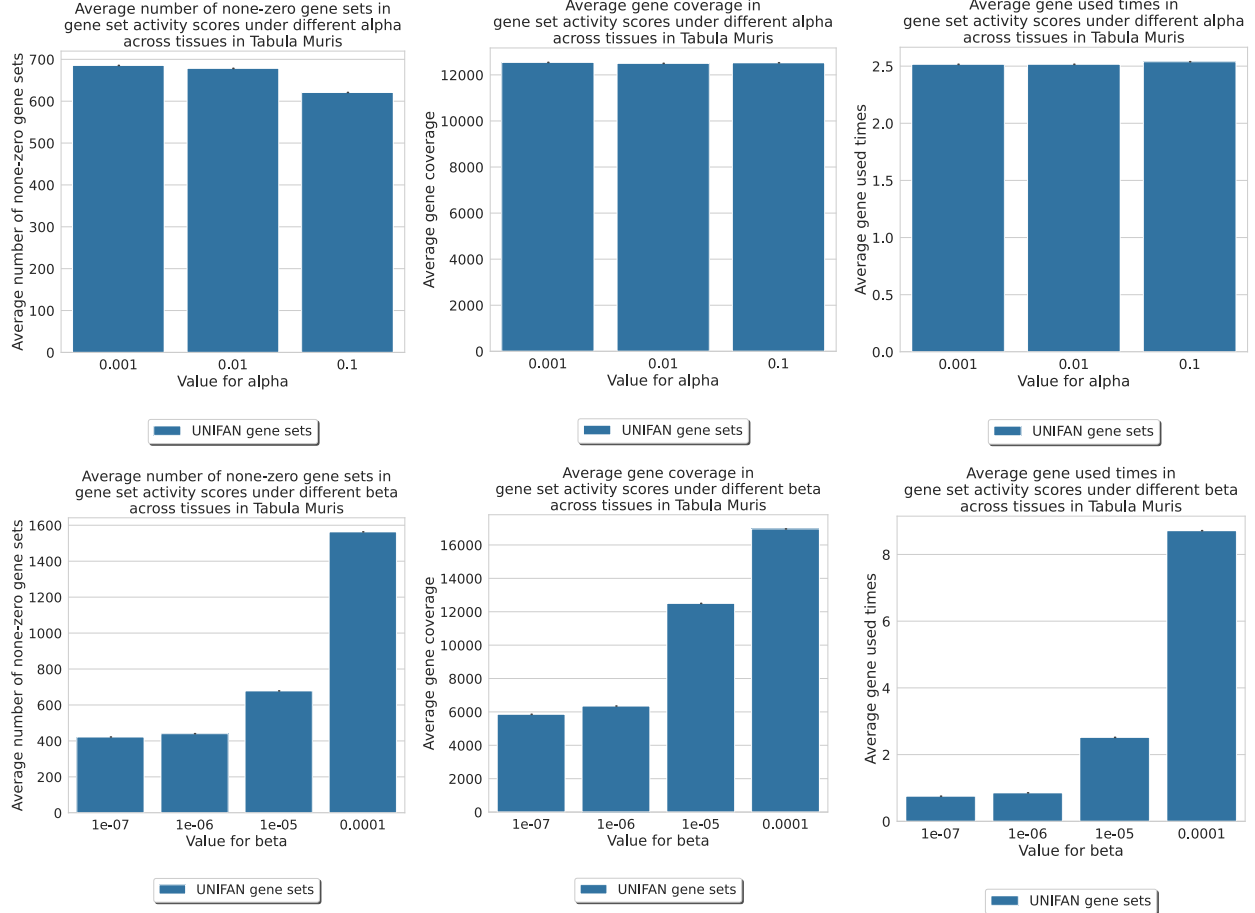 Average number of none-zero gene sets in
gene set activity scores under different alpha
across tissues in Tabula Muris
Average number of none-zero gene sets
700
600
500
400
300
200
100
0
0.001 0.01 0.1
Value for alpha
UNIFAN gene sets
Average gene coverage in
gene set activity scores under different alpha
across tissues in Tabula Muris
Average gene coverage
12000
10000
8000
6000
4000
2000
0
0.001 0.01 0.1
Value for alpha
UNIFAN gene sets
Average gene used times in
gene set activity scores under different alpha
across tissues in Tabula Muris
Average gene used times
2.5
2.0
1.5
1.0
0.5
0.0
0.001 0.01 0.1
Value for alpha
UNIFAN gene sets
Average number of none-zero gene sets in
gene set activity scores under different beta
across tissues in Tabula Muris
Average number of none-zero gene sets
1600
1400
1200
1000
800
600
400
200
0
1e-07 1e-06 1e-05 0.0001
Value for beta
UNIFAN gene sets
Average gene coverage in
gene set activity scores under different beta
across tissues in Tabula Muris
Average gene coverage
16000
14000
12000
10000
8000
6000
4000
2000
0
1e-07 1e-06 1e-05 0.0001
Value for beta
UNIFAN gene sets
Average gene used times in
gene set activity scores under different beta
across tissues in Tabula Muris
Average gene used times
8
6
4
2
0
1e-07 1e-06 1e-05 0.0001
Value for beta
UNIFAN gene sets